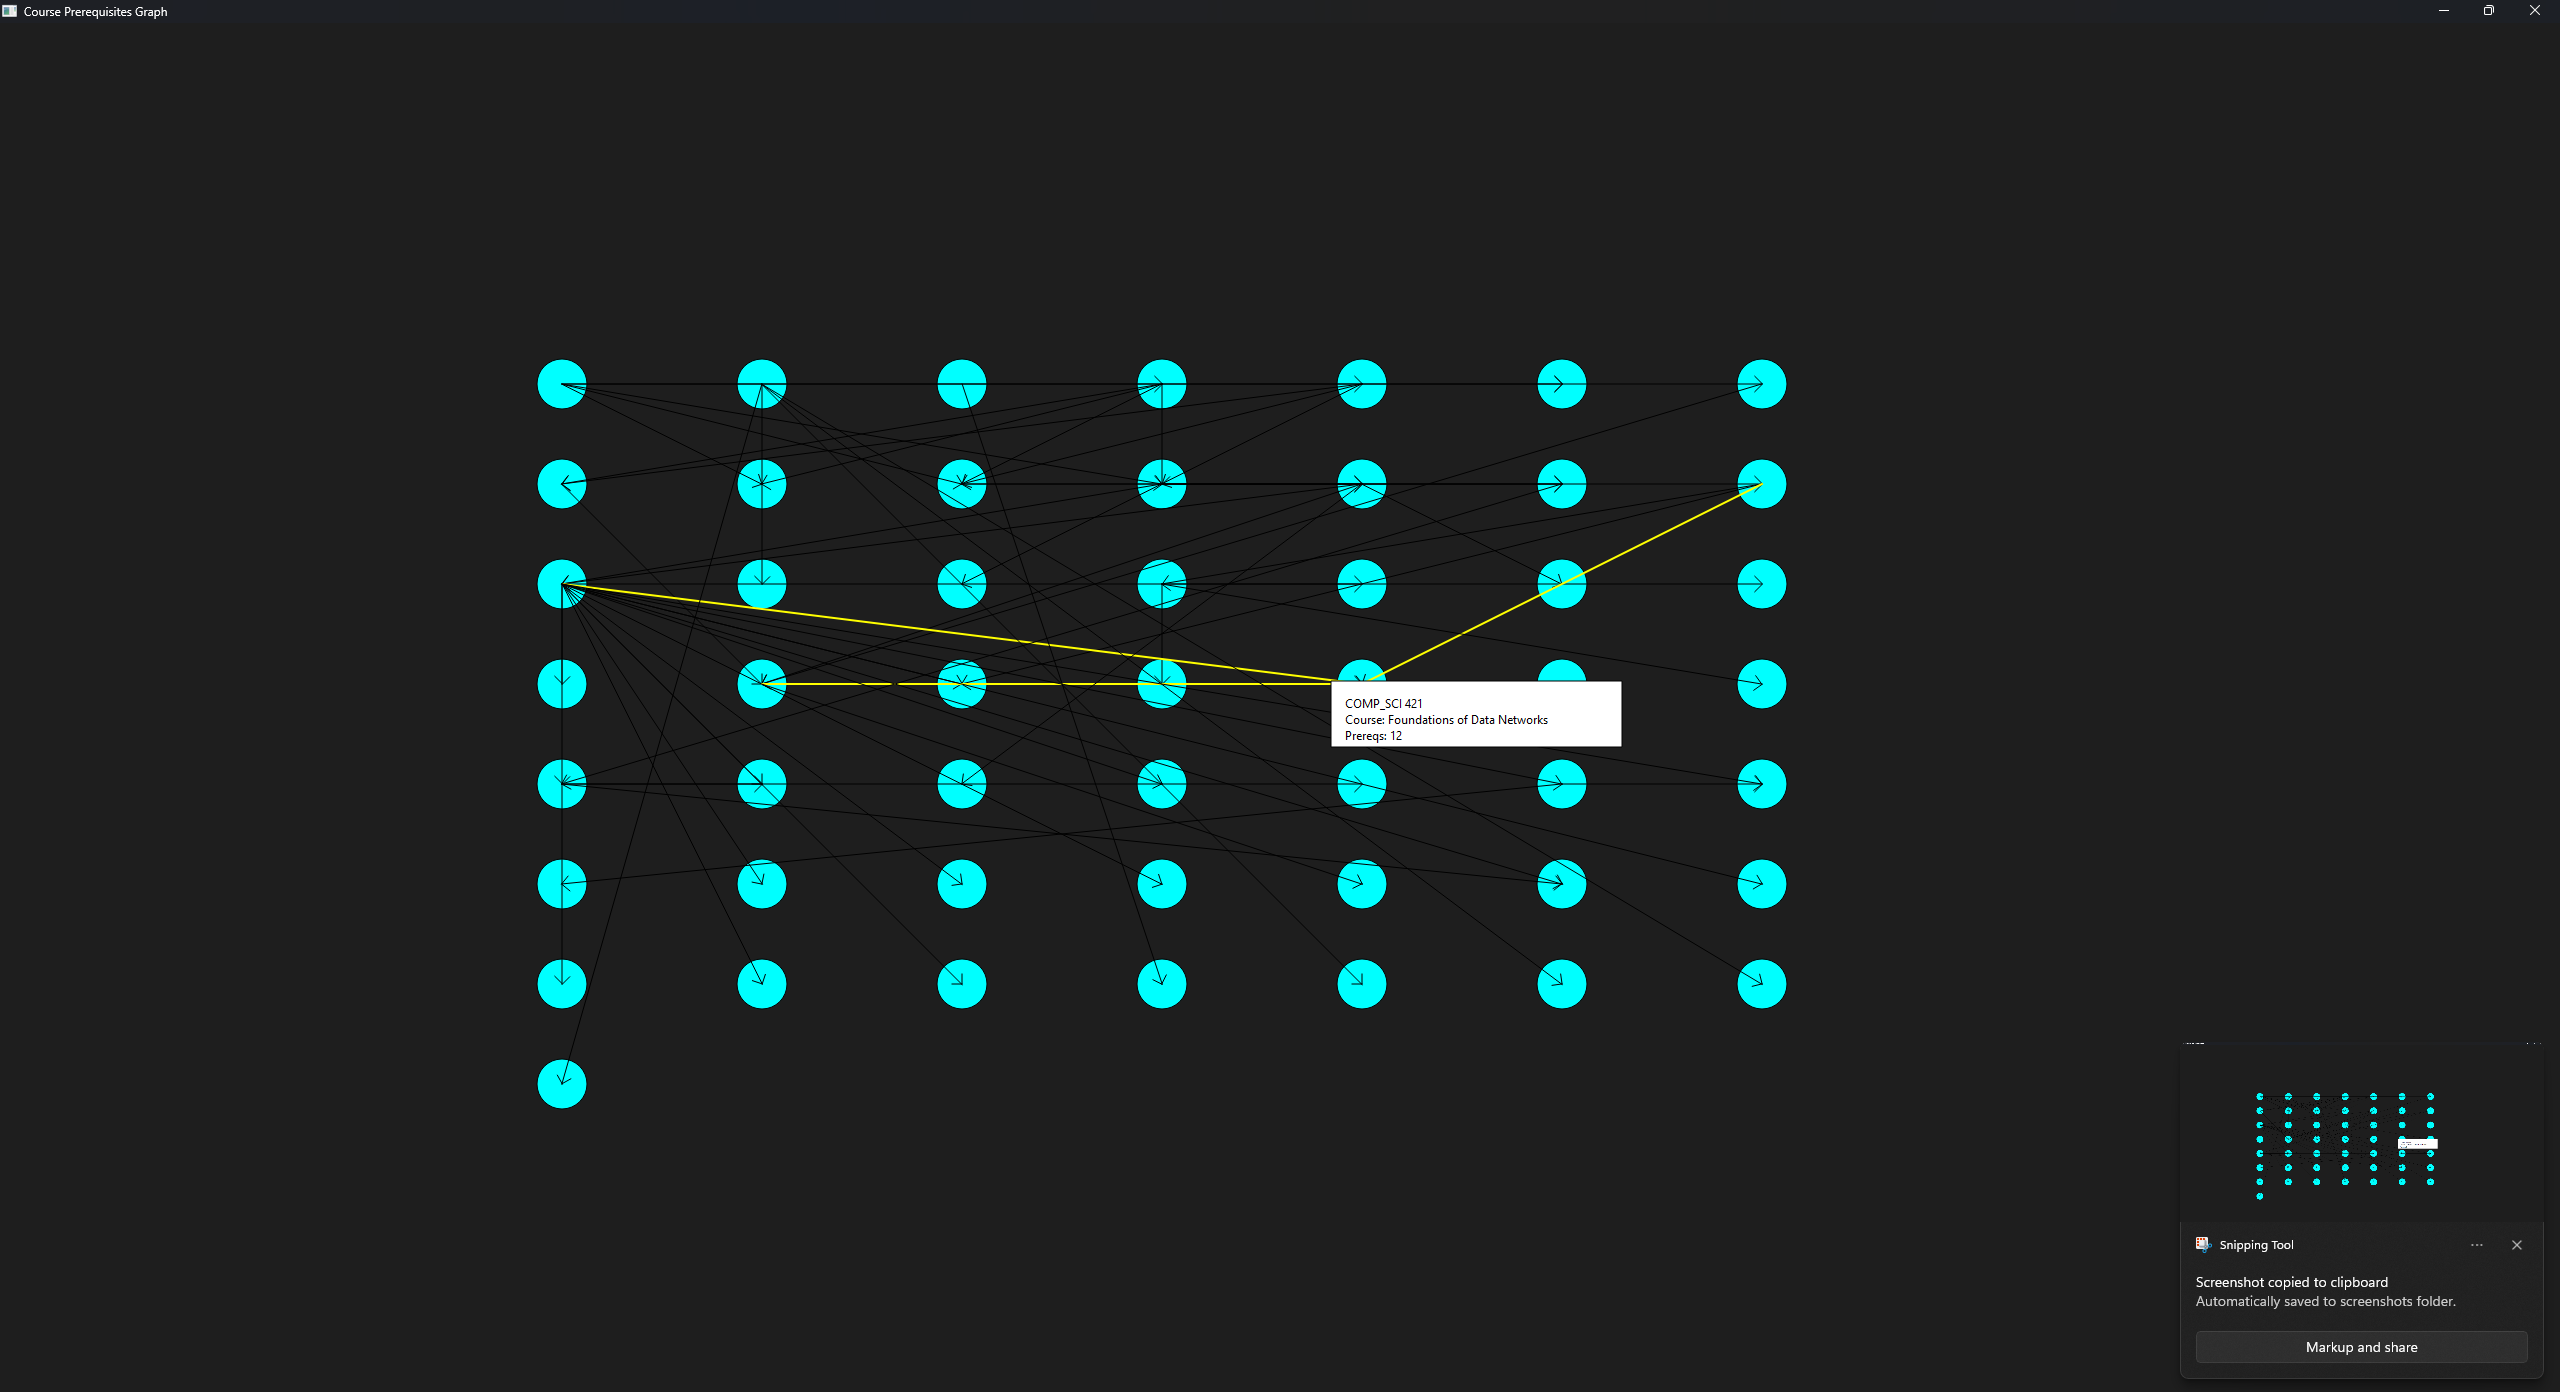 Course Prerequisites Graph
COMP_SCI 421
Course: Foundations of Data Networks
Prereqs: 12
Snipping Tool
Screenshot copied to clipboard
Automatically saved to screenshots folder.
Markup and share